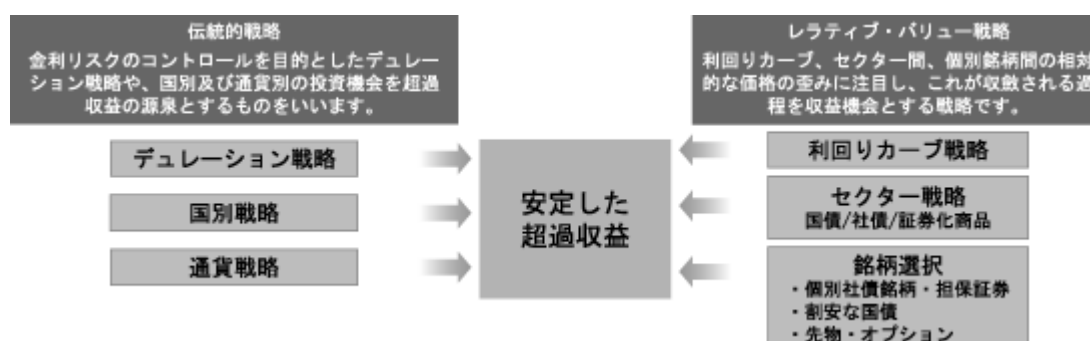 伝統的戦略
金利リスクのコントロールを目的としたデュレー
ション戦略や、国別及び通貨別の投資機会を超過
収益の源泉とするものをいいます。
デュレーション戦略
国別戦略
通貨戦略
安定した
超過収益
レラティブ・バリュー戦略
利回りカーブ、セクター間、個別銘柄間の相対
的な価格の歪みに注目し、これが収斂される過
程を収益機会とする戦略です。
利回りカーブ戦略
セクター戦略
国債/社債/証券化商品
銘柄選択
・個別社債銘柄・担保証券
・割安な国債
・先物・オプション